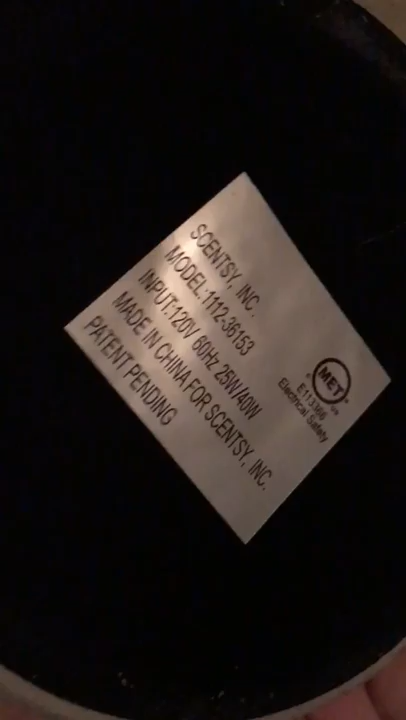 SCENTSY, INC.
MODEL:1112-36153
INPUT:120V 60Hz 25W/40W
MADE IN CHINA FOR SCENTSY, INC.
PATENT PENDING
MET
E113366
Electrical Safety